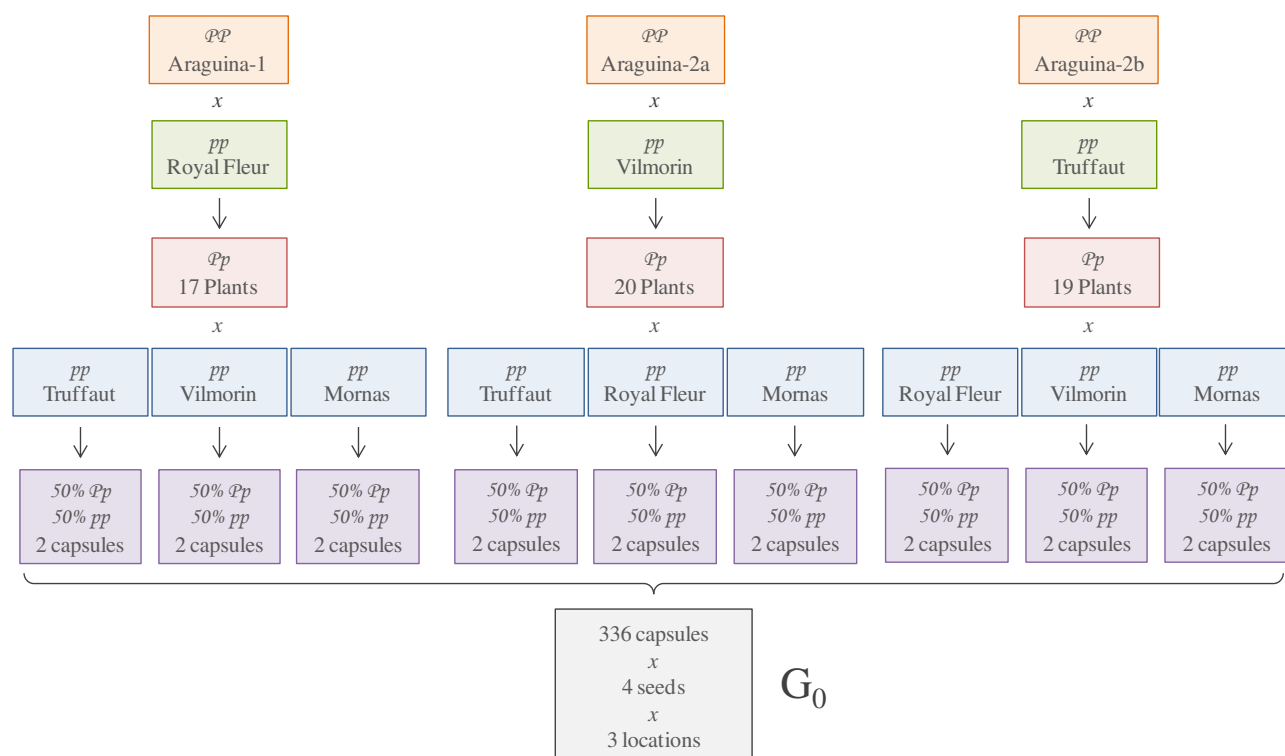 𝒫𝒫
Araguina-1
x
pp
Royal Fleur
𝒫p
17 Plants
x
pp
Truffaut
pp
Vilmorin
pp
Mornas
50% 𝒫p
50% pp
2 capsules
50% 𝒫p
50% pp
2 capsules
50% 𝒫p
50% pp
2 capsules
𝒫𝒫
Araguina-2a
x
pp
Vilmorin
𝒫p
20 Plants
x
pp
Truffaut
pp
Royal Fleur
pp
Mornas
50% 𝒫p
50% pp
2 capsules
50% 𝒫p
50% pp
2 capsules
50% 𝒫p
50% pp
2 capsules
𝒫𝒫
Araguina-2b
x
pp
Truffaut
𝒫p
19 Plants
x
pp
Royal Fleur
pp
Vilmorin
pp
Mornas
50% 𝒫p
50% pp
2 capsules
50% 𝒫p
50% pp
2 capsules
50% 𝒫p
50% pp
2 capsules
336 capsules
x
4 seeds
x
3 locations
G₀